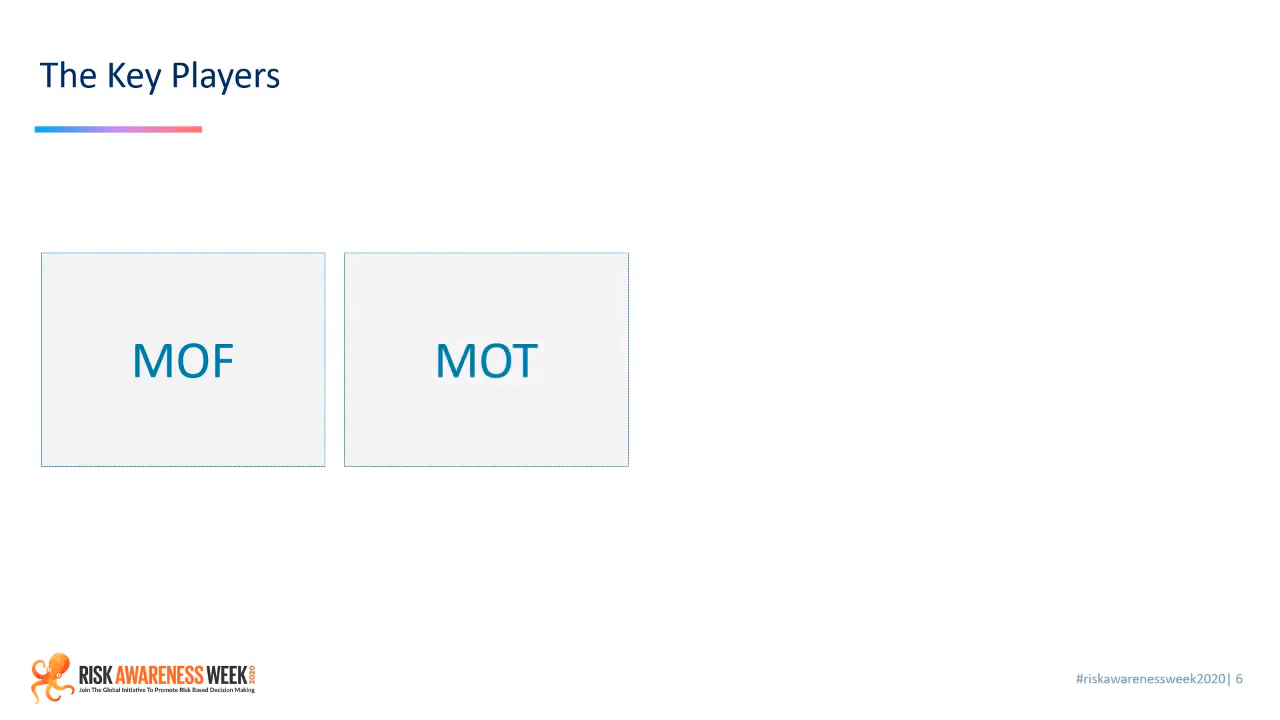 The Key Players
MOF
MOT
RISK AWARENESS WEEK 2020
Join The Global Initiative To Promote Risk Based Decision Making
#riskawarenessweek2020| 6